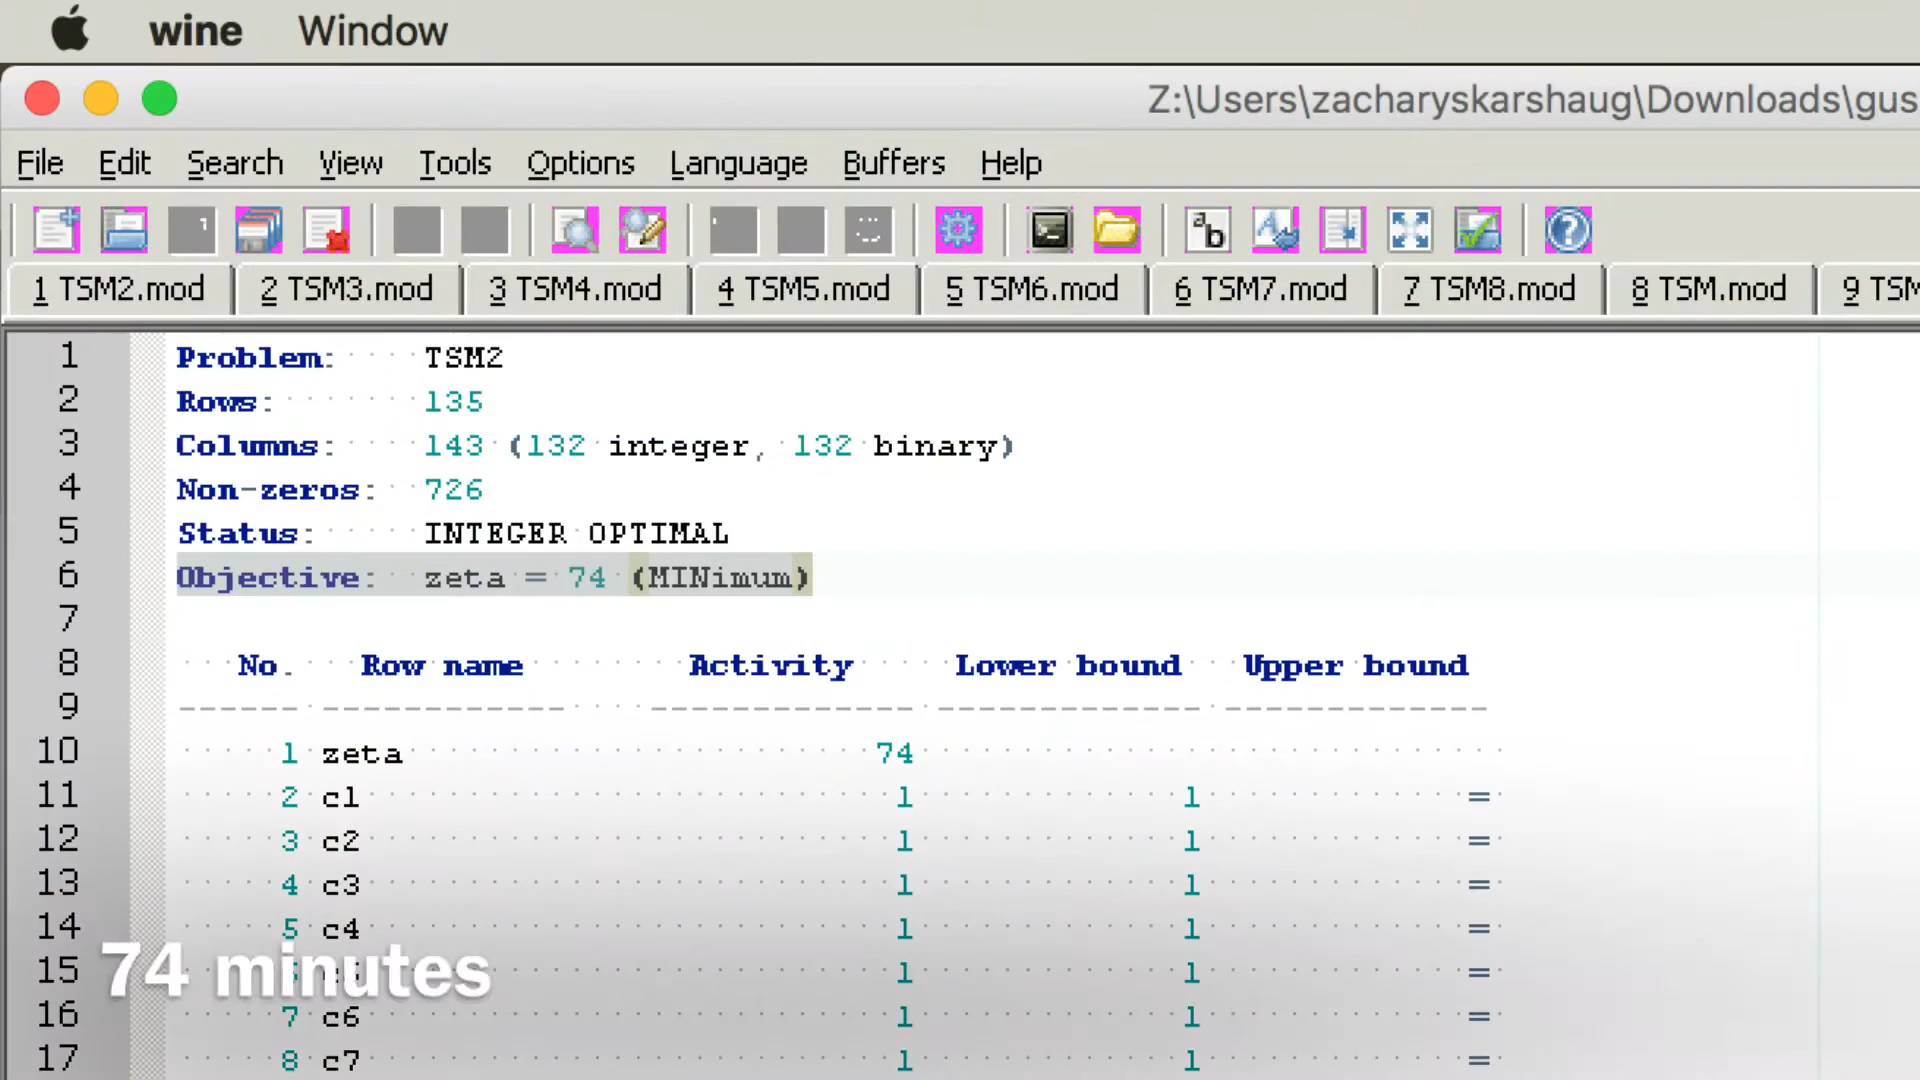 wine Window
Z:\Users\zacharyskarshaug\Downloads\gus
File Edit Search View Tools Options Language Buffers Help
1 TSM2.mod 2 TSM3.mod 3 TSM4.mod 4 TSM5.mod 5 TSM6.mod 6 TSM7.mod 7 TSM8.mod 8 TSM.mod 9 TSM
1 Problem: TSM2
2 Rows: 135
3 Columns: 143 (132 integer, 132 binary)
4 Non-zeros: 726
5 Status: INTEGER OPTIMAL
6 Objective: zeta = 74 (MINimum)
7
8 No. Row name Activity Lower bound Upper bound
9 ------ ------------ ------------- ------------- -------------
10 1 zeta 74
11 2 c1 1 1 =
12 3 c2 1 1 =
13 4 c3 1 1 =
14 5 c4 1 1 =
15 1 1 =
16 7 c6 1 1 =
17 8 c7 1 1 =
74 minutes